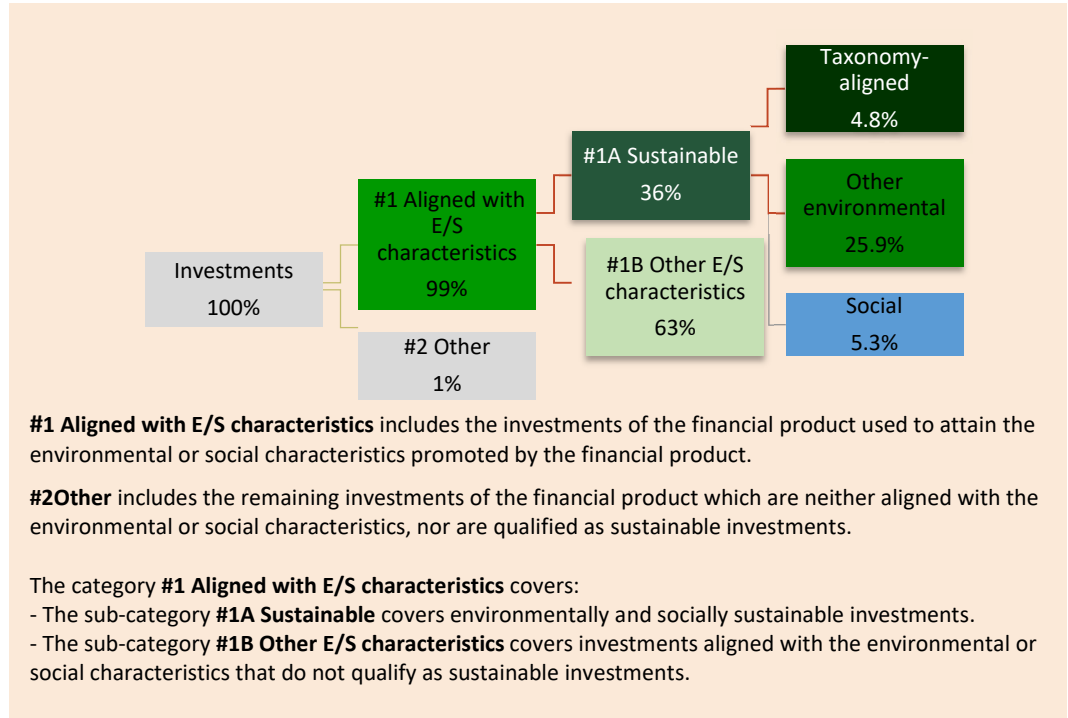 Taxonomy-
aligned
4.8%
#1A Sustainable
36%
Other
environmental
25.9%
#1 Aligned with
E/S
characteristics
99%
#1B Other E/S
characteristics
63%
Investments
100%
Social
5.3%
#2 Other
1%
#1 Aligned with E/S characteristics includes the investments of the financial product used to attain the
environmental or social characteristics promoted by the financial product.
#2Other includes the remaining investments of the financial product which are neither aligned with the
environmental or social characteristics, nor are qualified as sustainable investments.
The category #1 Aligned with E/S characteristics covers:
- The sub-category #1A Sustainable covers environmentally and socially sustainable investments.
- The sub-category #1B Other E/S characteristics covers investments aligned with the environmental or
social characteristics that do not qualify as sustainable investments.